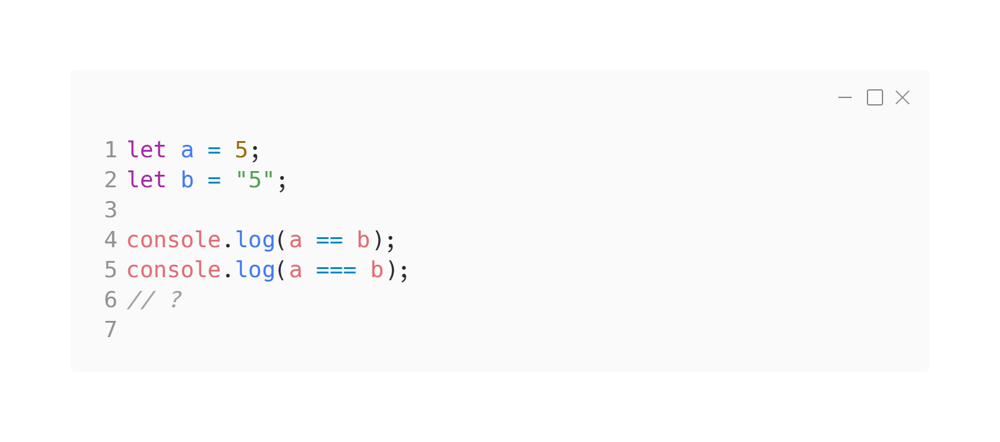 1 let a = 5;
2 let b = "5";
3
4 console.log(a == b);
5 console.log(a === b);
6 // ?
7